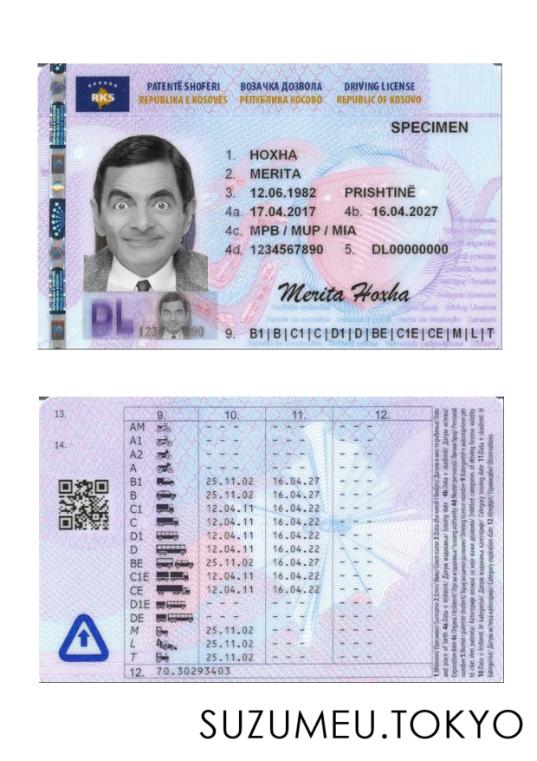 RKS
PATENTË SHOFERI ВОЗАЧКА ДОЗВОЛА DRIVING LICENSE
REPUBLIKA E KOSOVËS РЕПУБЛИКА КОСОВО REPUBLIC OF KOSOVO
SPECIMEN
1. HOXHA
2. MERITA
3. 12.06.1982 PRISHTINË
4a. 17.04.2017 4b. 16.04.2027
4c. MPB / MUP / MIA
4d. 1234567890 5. DL00000000
Merita Hoxha
DL
9. B1|B|C1|C|D1|D|BE|C1E|CE|M|L|T
13.
14.
9. 10. 11. 12.
AM - - - - - - - - -
A1 - - - - - - - - -
A2 - - - - - - - - -
A - - - - - - - - -
B1 25.11.02 16.04.27 - - -
B 25.11.02 16.04.27 - - -
C1 12.04.11 16.04.22 - - -
C 12.04.11 16.04.22 - - -
D1 12.04.11 16.04.22 - - -
D 12.04.11 16.04.22 - - -
BE 25.11.02 16.04.27 - - -
C1E 12.04.11 16.04.22 - - -
CE 12.04.11 16.04.22 - - -
D1E - - - - - - - - -
DE - - - - - - - - -
M 25.11.02 - - - - - -
L 25.11.02 - - - - - -
T 25.11.02 - - - - - -
12. 70.30293403
SUZUMEU.TOKYO